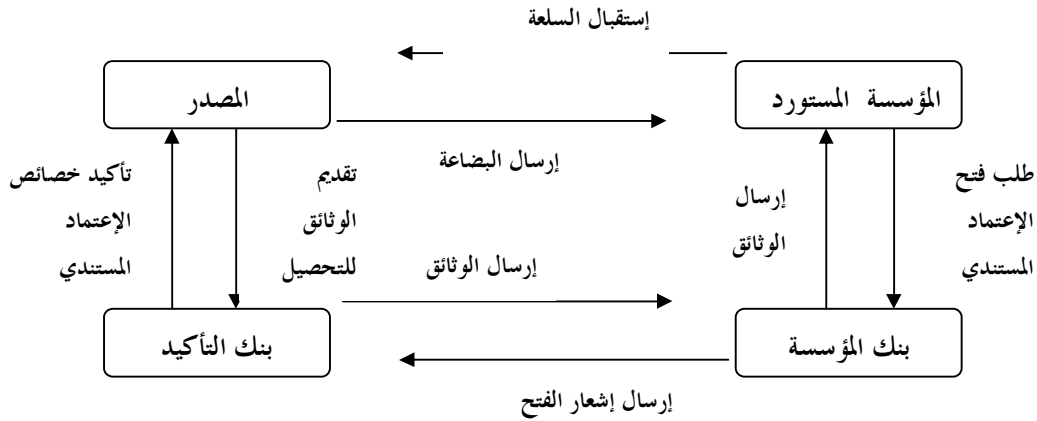 إستقبال السلعة
المؤسسة المستورد
المصدر
إرسال البضاعة
طلب فتح
الإعتماد
المستندي
إرسال
الوثائق
تقديم
الوثائق
للتحصيل
تأكيد خصائص
الإعتماد
المستندي
إرسال الوثائق
بنك المؤسسة
بنك التأكيد
إرسال إشعار الفتح